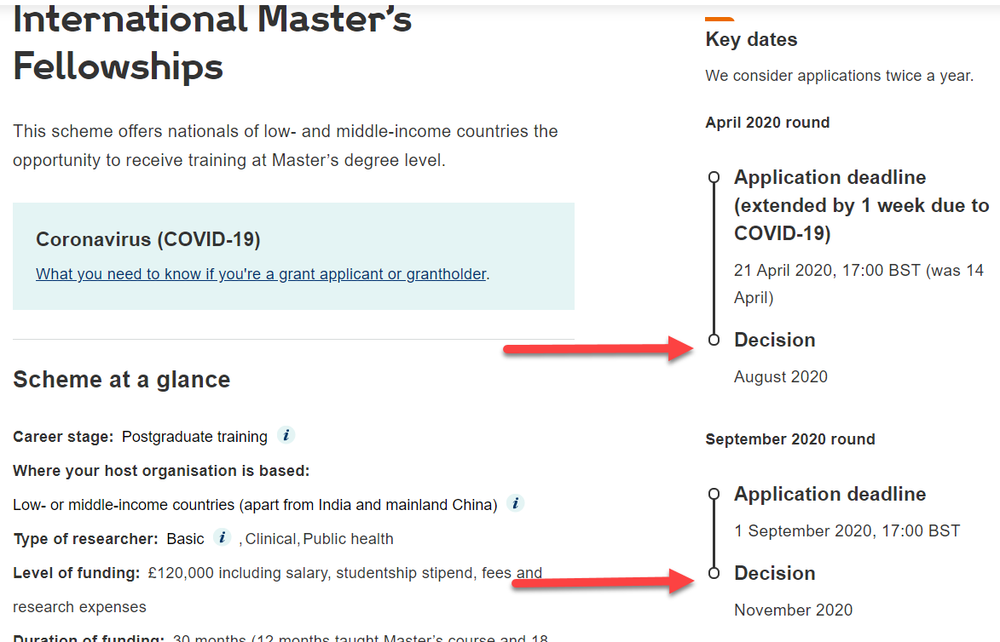 International Master's
Fellowships
This scheme offers nationals of low- and middle-income countries the
opportunity to receive training at Master's degree level.
Coronavirus (COVID-19)
What you need to know if you're a grant applicant or grantholder.
Scheme at a glance
Career stage: Postgraduate training i
Where your host organisation is based:
Low- or middle-income countries (apart from India and mainland China) i
Type of researcher: Basic i , Clinical, Public health
Level of funding: £120,000 including salary, studentship stipend, fees and
research expenses
Duration of funding: 30 months (12 months taught Master's course and 18
Key dates
We consider applications twice a year.
April 2020 round
Application deadline
(extended by 1 week due to
COVID-19)
21 April 2020, 17:00 BST (was 14
April)
Decision
August 2020
September 2020 round
Application deadline
1 September 2020, 17:00 BST
Decision
November 2020